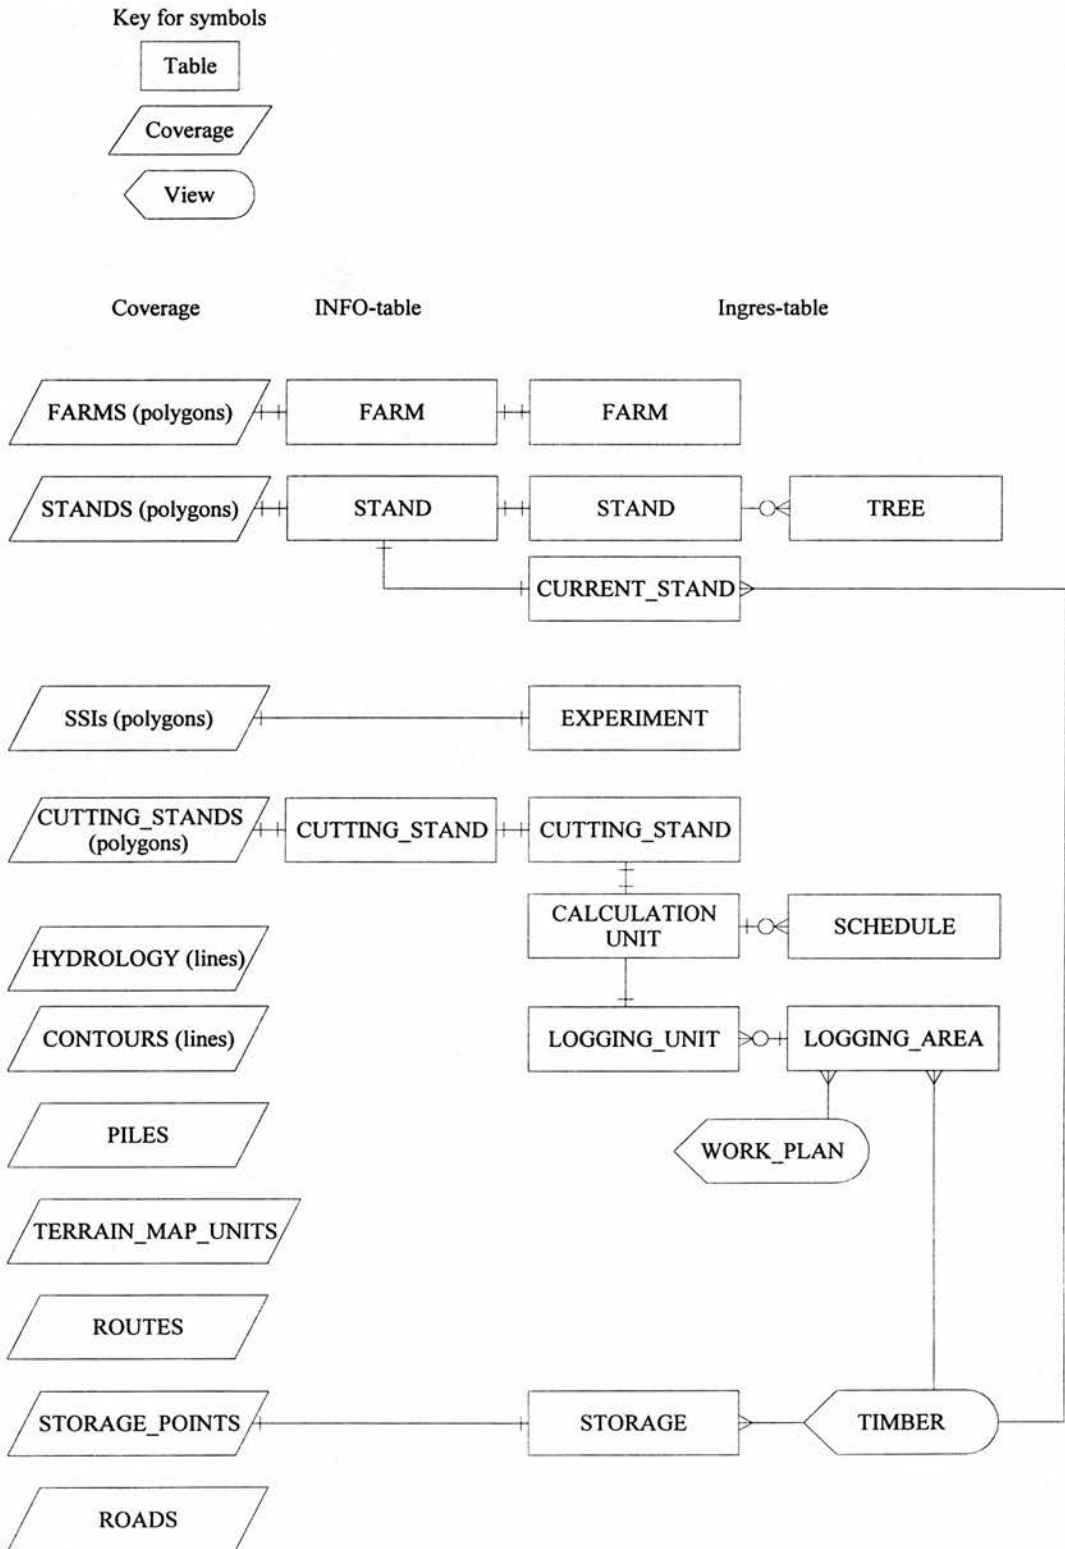 Key for symbols
Table
Coverage
View
Coverage INFO-table Ingres-table
FARMS (polygons) FARM FARM
STANDS (polygons) STAND STAND TREE
CURRENT_STAND
SSIs (polygons) EXPERIMENT
CUTTING_STANDS
(polygons)
CUTTING_STAND CUTTING_STAND
CALCULATION
UNIT
SCHEDULE
HYDROLOGY (lines)
CONTOURS (lines) LOGGING_UNIT LOGGING_AREA
PILES
WORK_PLAN
TERRAIN_MAP_UNITS
ROUTES
STORAGE_POINTS STORAGE TIMBER
ROADS